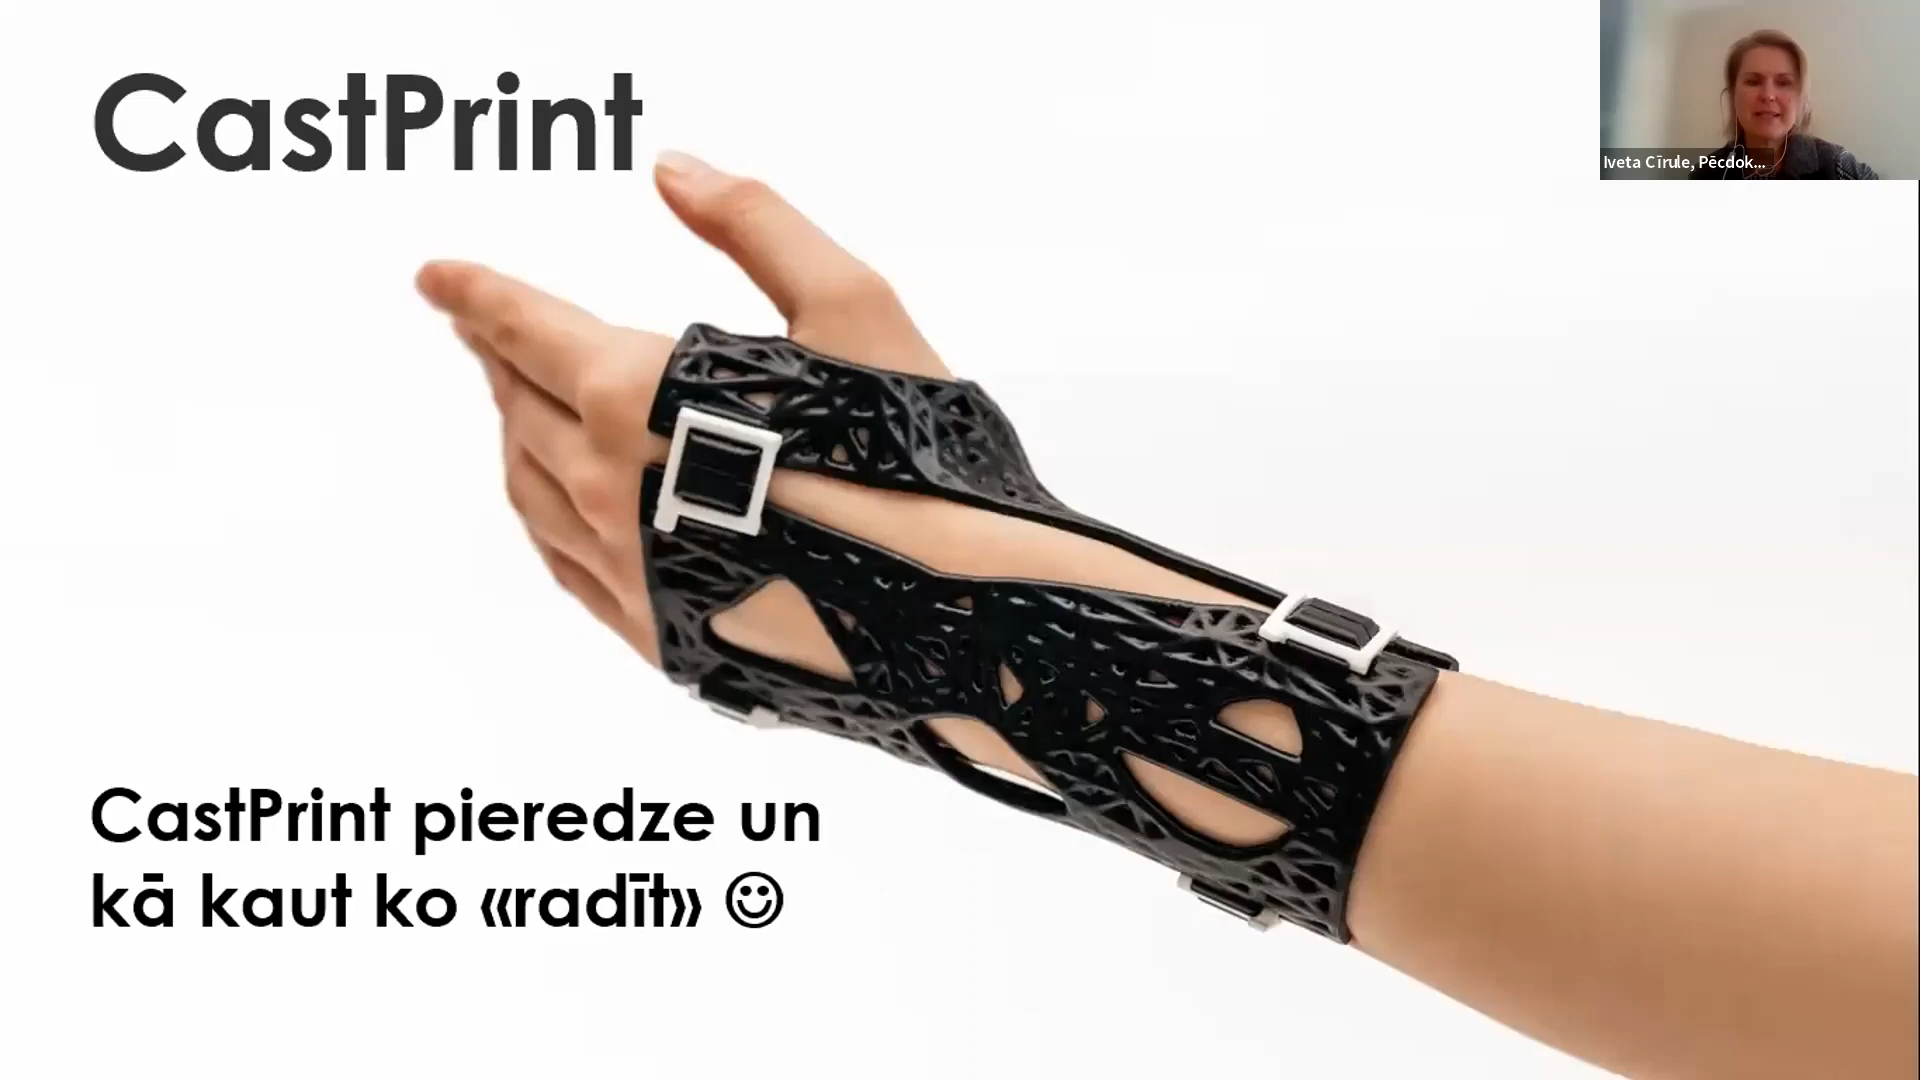 CastPrint
Iveta Cīrule, Pēcdok...
CastPrint pieredze un
kā kaut ko «radīt» ☺